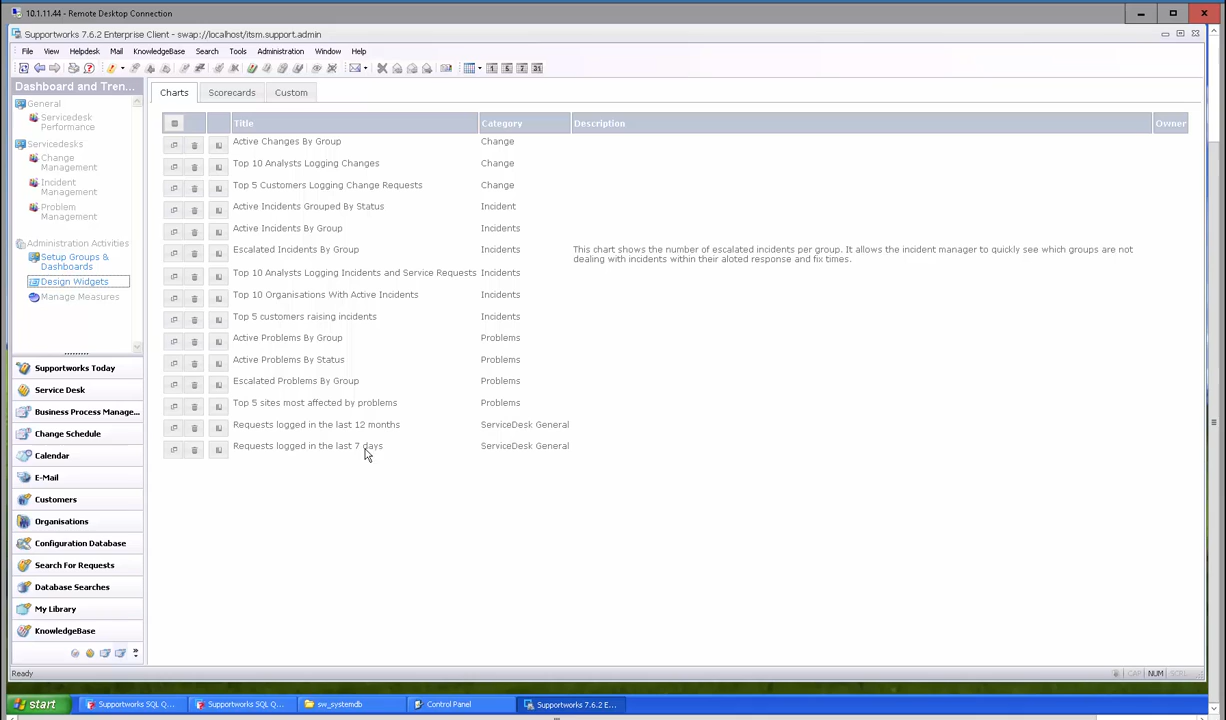 10.1.11.44 - Remote Desktop Connection
Supportworks 7.6.2 Enterprise Client - swap://localhost/itsm.support.admin
File View Helpdesk Mail KnowledgeBase Search Tools Administration Window Help
1 5 7 31
Dashboard and Tren...
General
Servicedesk
Performance
Servicedesks
Change
Management
Incident
Management
Problem
Management
Administration Activities
Setup Groups &
Dashboards
Design Widgets
Manage Measures
Supportworks Today
Service Desk
Business Process Manage...
Change Schedule
Calendar
E-Mail
Customers
Organisations
Configuration Database
Search For Requests
Database Searches
My Library
KnowledgeBase
Charts Scorecards Custom
Title Category Description Owner
Active Changes By Group Change
Top 10 Analysts Logging Changes Change
Top 5 Customers Logging Change Requests Change
Active Incidents Grouped By Status Incident
Active Incidents By Group Incidents
Escalated Incidents By Group Incidents This chart shows the number of escalated incidents per group. It allows the incident manager to quickly see which groups are not
dealing with incidents within their aloted response and fix times.
Top 10 Analysts Logging Incidents and Service Requests Incidents
Top 10 Organisations With Active Incidents Incidents
Top 5 customers raising incidents Incidents
Active Problems By Group Problems
Active Problems By Status Problems
Escalated Problems By Group Problems
Top 5 sites most affected by problems Problems
Requests logged in the last 12 months ServiceDesk General
Requests logged in the last 7 days ServiceDesk General
Ready CAP NUM SCRL
start Supportworks SQL Q... Supportworks SQL Q... sw_systemdb Control Panel Supportworks 7.6.2 E...